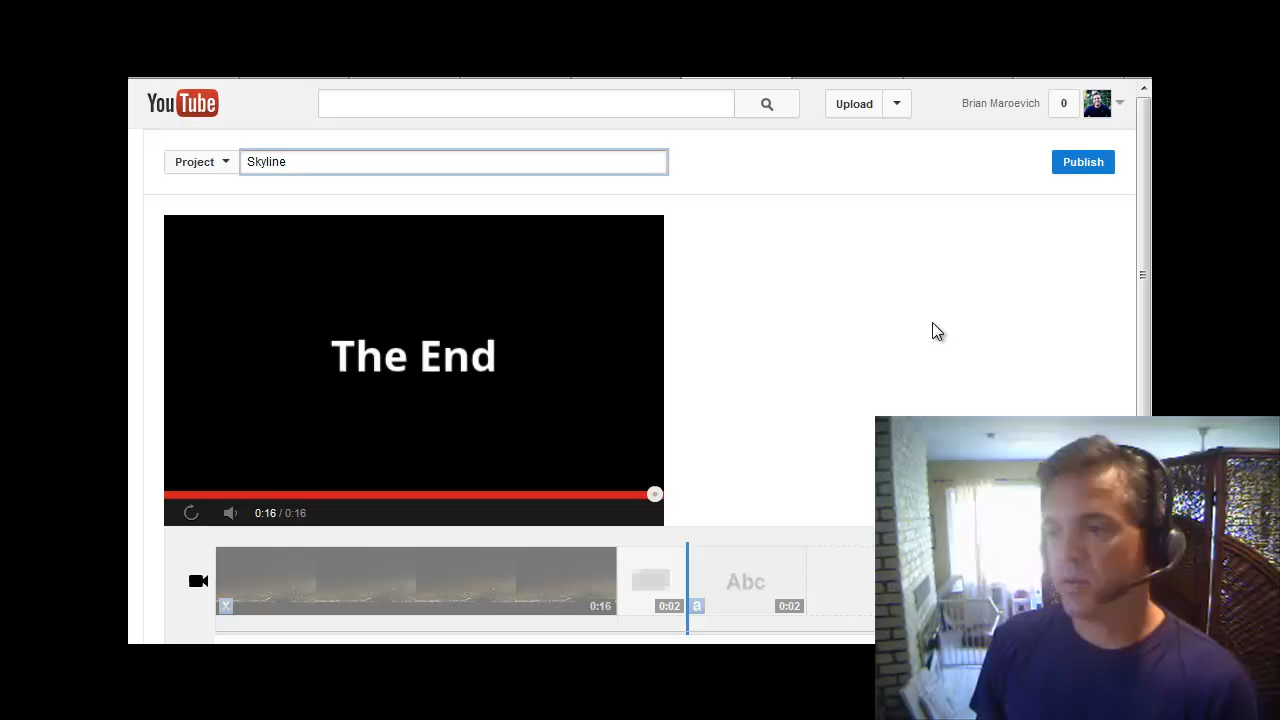 YouTube
Upload
Brian Maroevich
0
Project
Skyline
Publish
The End
0:16 / 0:16
0:16
0:02
a
Abc
0:02